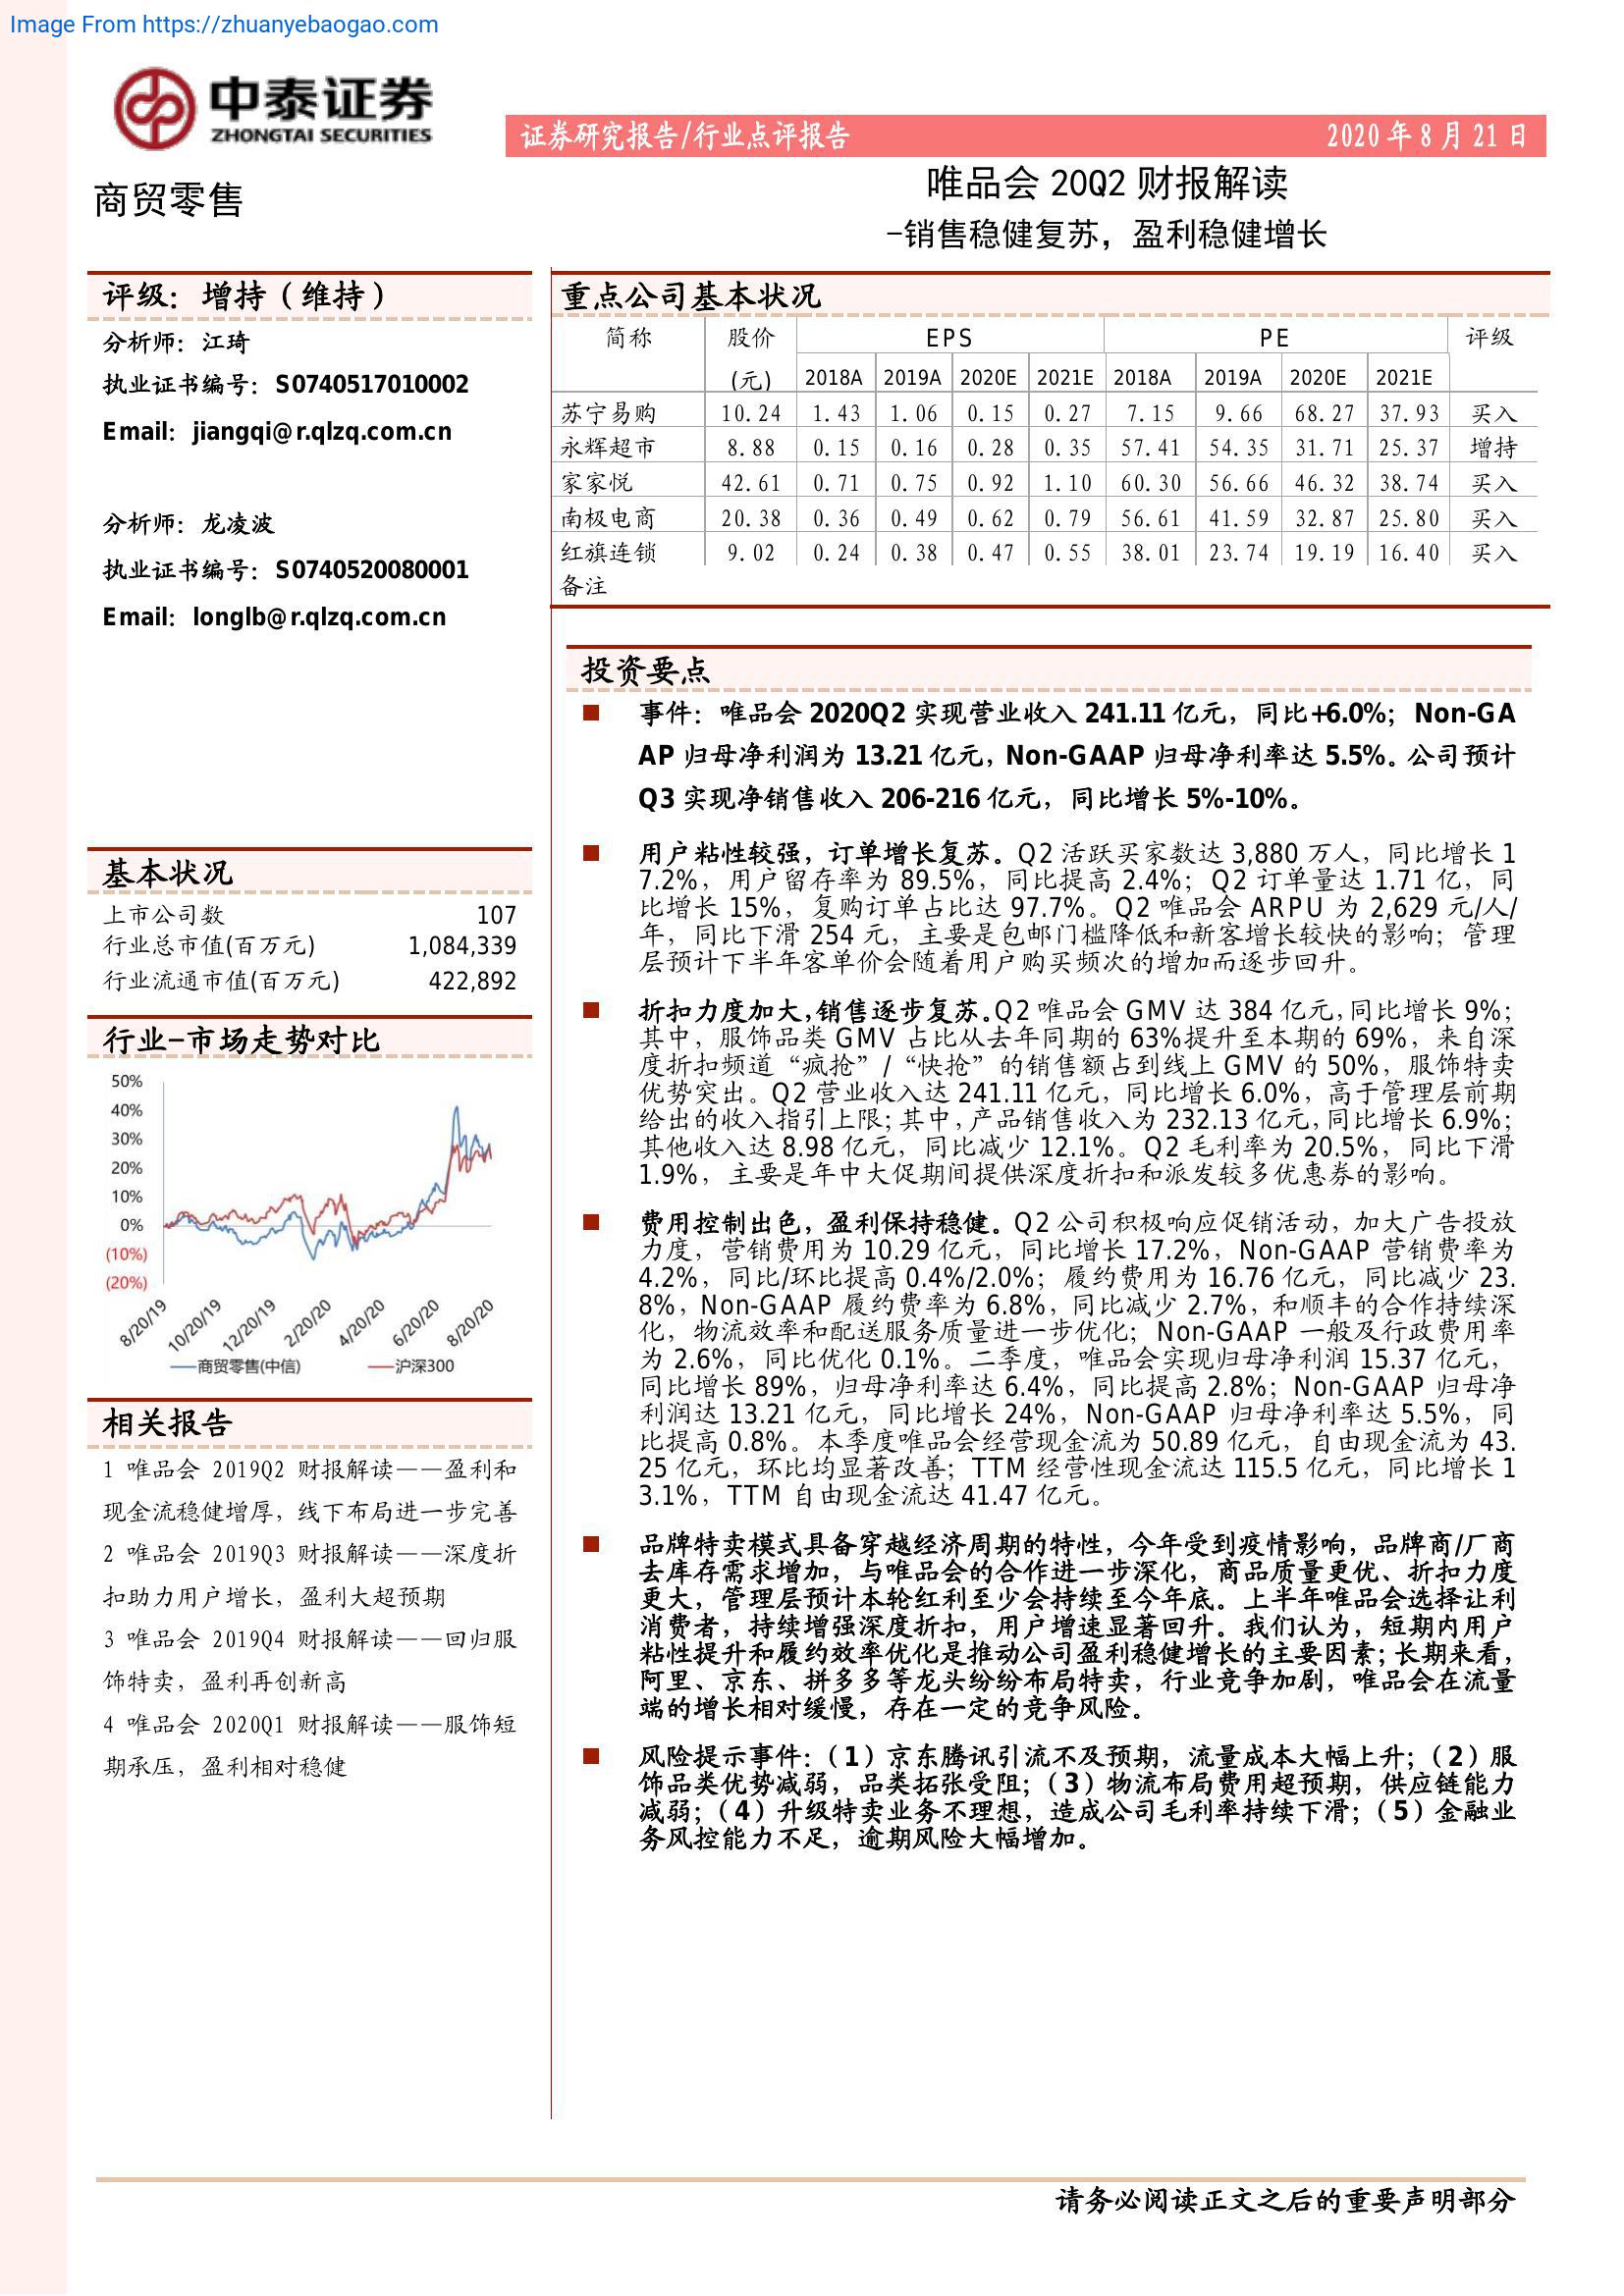 Image From https://zhuanyebaogao.com
中泰证券
ZHONGTAI SECURITIES
证券研究报告/行业点评报告 2020 年 8 月 21 日
商贸零售
唯品会 20Q2 财报解读
-销售稳健复苏，盈利稳健增长
评级：增持（维持）
分析师：江琦
执业证书编号：S0740517010002
Email：jiangqi@r.qlzq.com.cn
分析师：龙凌波
执业证书编号：S0740520080001
Email：longlb@r.qlzq.com.cn
基本状况
上市公司数 107
行业总市值(百万元) 1,084,339
行业流通市值(百万元) 422,892
行业-市场走势对比
50%
40%
30%
20%
10%
0%
(10%)
(20%)
8/20/19 10/20/19 12/20/19 2/20/20 4/20/20 6/20/20 8/20/20
商贸零售(中信) 沪深300
相关报告
1 唯品会 2019Q2 财报解读——盈利和
现金流稳健增厚，线下布局进一步完善
2 唯品会 2019Q3 财报解读——深度折
扣助力用户增长，盈利大超预期
3 唯品会 2019Q4 财报解读——回归服
饰特卖，盈利再创新高
4 唯品会 2020Q1 财报解读——服饰短
期承压，盈利相对稳健
重点公司基本状况
简称 股价 EPS PE 评级
(元) 2018A 2019A 2020E 2021E 2018A 2019A 2020E 2021E
苏宁易购 10.24 1.43 1.06 0.15 0.27 7.15 9.66 68.27 37.93 买入
永辉超市 8.88 0.15 0.16 0.28 0.35 57.41 54.35 31.71 25.37 增持
家家悦 42.61 0.71 0.75 0.92 1.10 60.30 56.66 46.32 38.74 买入
南极电商 20.38 0.36 0.49 0.62 0.79 56.61 41.59 32.87 25.80 买入
红旗连锁 9.02 0.24 0.38 0.47 0.55 38.01 23.74 19.19 16.40 买入
备注
投资要点
事件：唯品会 2020Q2 实现营业收入 241.11 亿元，同比+6.0%；Non-GA
AP 归母净利润为 13.21 亿元，Non-GAAP 归母净利率达 5.5%。公司预计
Q3 实现净销售收入 206-216 亿元，同比增长 5%-10%。
用户粘性较强，订单增长复苏。Q2 活跃买家数达 3,880 万人，同比增长 1
7.2%，用户留存率为 89.5%，同比提高 2.4%；Q2 订单量达 1.71 亿，同
比增长 15%，复购订单占比达 97.7%。Q2 唯品会 ARPU 为 2,629 元/人/
年，同比下滑 254 元，主要是包邮门槛降低和新客增长较快的影响；管理
层预计下半年客单价会随着用户购买频次的增加而逐步回升。
折扣力度加大，销售逐步复苏。Q2 唯品会 GMV 达 384 亿元，同比增长 9%；
其中，服饰品类 GMV 占比从去年同期的 63%提升至本期的 69%，来自深
度折扣频道“疯抢”/“快抢”的销售额占到线上 GMV 的 50%，服饰特卖
优势突出。Q2 营业收入达 241.11 亿元，同比增长 6.0%，高于管理层前期
给出的收入指引上限；其中，产品销售收入为 232.13 亿元，同比增长 6.9%；
其他收入达 8.98 亿元，同比减少 12.1%。Q2 毛利率为 20.5%，同比下滑
1.9%，主要是年中大促期间提供深度折扣和派发较多优惠券的影响。
费用控制出色，盈利保持稳健。Q2 公司积极响应促销活动，加大广告投放
力度，营销费用为 10.29 亿元，同比增长 17.2%，Non-GAAP 营销费率为
4.2%，同比/环比提高 0.4%/2.0%；履约费用为 16.76 亿元，同比减少 23.
8%，Non-GAAP 履约费率为 6.8%，同比减少 2.7%，和顺丰的合作持续深
化，物流效率和配送服务质量进一步优化；Non-GAAP 一般及行政费用率
为 2.6%，同比优化 0.1%。二季度，唯品会实现归母净利润 15.37 亿元，
同比增长 89%，归母净利率达 6.4%，同比提高 2.8%；Non-GAAP 归母净
利润达 13.21 亿元，同比增长 24%，Non-GAAP 归母净利率达 5.5%，同
比提高 0.8%。本季度唯品会经营现金流为 50.89 亿元，自由现金流为 43.
25 亿元，环比均显著改善；TTM 经营性现金流达 115.5 亿元，同比增长 1
3.1%，TTM 自由现金流达 41.47 亿元。
品牌特卖模式具备穿越经济周期的特性，今年受到疫情影响，品牌商/厂商
去库存需求增加，与唯品会的合作进一步深化，商品质量更优、折扣力度
更大，管理层预计本轮红利至少会持续至今年底。上半年唯品会选择让利
消费者，持续增强深度折扣，用户增速显著回升。我们认为，短期内用户
粘性提升和履约效率优化是推动公司盈利稳健增长的主要因素；长期来看，
阿里、京东、拼多多等龙头纷纷布局特卖，行业竞争加剧，唯品会在流量
端的增长相对缓慢，存在一定的竞争风险。
风险提示事件：（1）京东腾讯引流不及预期，流量成本大幅上升；（2）服
饰品类优势减弱，品类拓张受阻；（3）物流布局费用超预期，供应链能力
减弱；（4）升级特卖业务不理想，造成公司毛利率持续下滑；（5）金融业
务风控能力不足，逾期风险大幅增加。
请务必阅读正文之后的重要声明部分